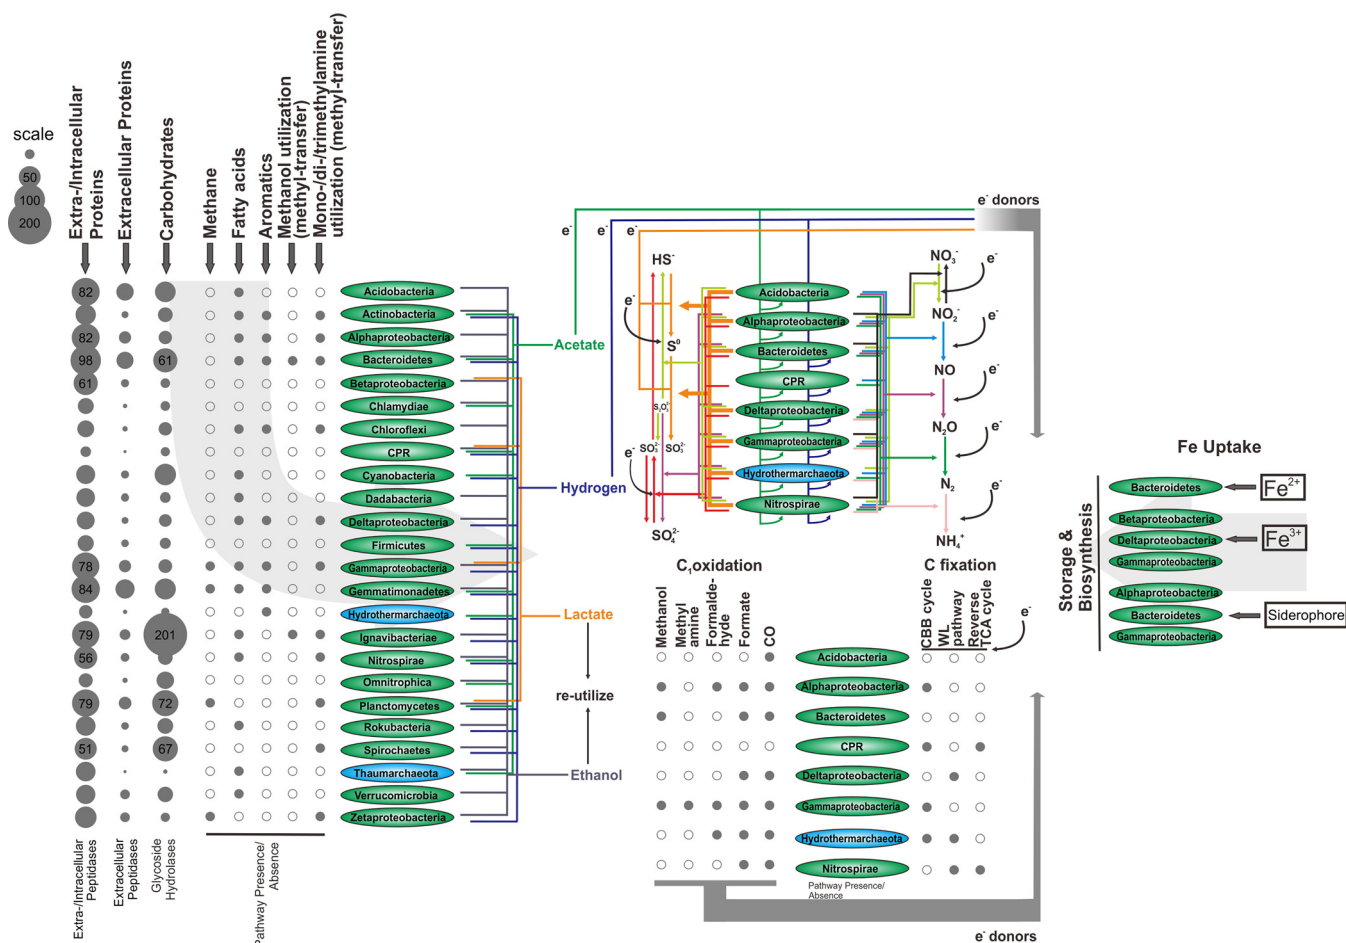 scale
50
100
200
Extra-/Intracellular
Proteins
Extracellular Proteins
Carbohydrates
Methane
Fatty acids
Aromatics
Methanol utilization
(methyl-transfer)
Mono-/di-/trimethylamine
utilization (methyl-transfer)
82
82
98
61
61
78
84
79
201
56
79
72
51
67
Acidobacteria
Actinobacteria
Alphaproteobacteria
Bacteroidetes
Betaproteobacteria
Chlamydiae
Chloroflexi
CPR
Cyanobacteria
Dadabacteria
Deltaproteobacteria
Firmicutes
Gammaproteobacteria
Gemmatimonadetes
Hydrothermarchaeota
Ignavibacteriae
Nitrospirae
Omnitrophica
Planctomycetes
Rokubacteria
Spirochaetes
Thaumarchaeota
Verrucomicrobia
Zetaproteobacteria
Extra-/Intracellular
Peptidases
Extracellular
Peptidases
Glycoside
Hydrolases
Pathway Presence/
Absence
Acetate
Hydrogen
Lactate
re-utilize
Ethanol
e⁻
e⁻
e⁻
e⁻ donors
HS⁻
e⁻
S⁰
S₂O₃²⁻
SO₃²⁻
SO₃²⁻
e⁻
SO₄²⁻
Acidobacteria
Alphaproteobacteria
Bacteroidetes
CPR
Deltaproteobacteria
Gammaproteobacteria
Hydrothermarchaeota
Nitrospirae
NO₃⁻
e⁻
NO₂⁻
e⁻
NO
e⁻
N₂O
e⁻
N₂
e⁻
NH₄⁺
C₁oxidation
Methanol
Methyl
amine
Formalde-
hyde
Formate
CO
C fixation
CBB cycle
WL
pathway
Reverse
TCA cycle
e⁻
Acidobacteria
Alphaproteobacteria
Bacteroidetes
CPR
Deltaproteobacteria
Gammaproteobacteria
Hydrothermarchaeota
Nitrospirae
Pathway Presence/
Absence
e⁻ donors
Fe Uptake
Storage &
Biosynthesis
Bacteroidetes
Fe²⁺
Betaproteobacteria
Deltaproteobacteria
Fe³⁺
Gammaproteobacteria
Alphaproteobacteria
Bacteroidetes
Siderophore
Gammaproteobacteria